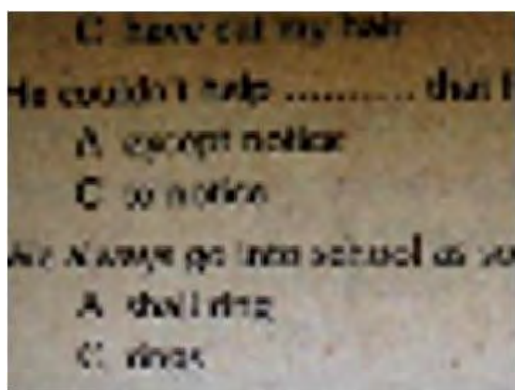 C have cut my hair
He couldn't help .......... that
A except notice
C to notice
We always go into school as
A shall ring
C rings